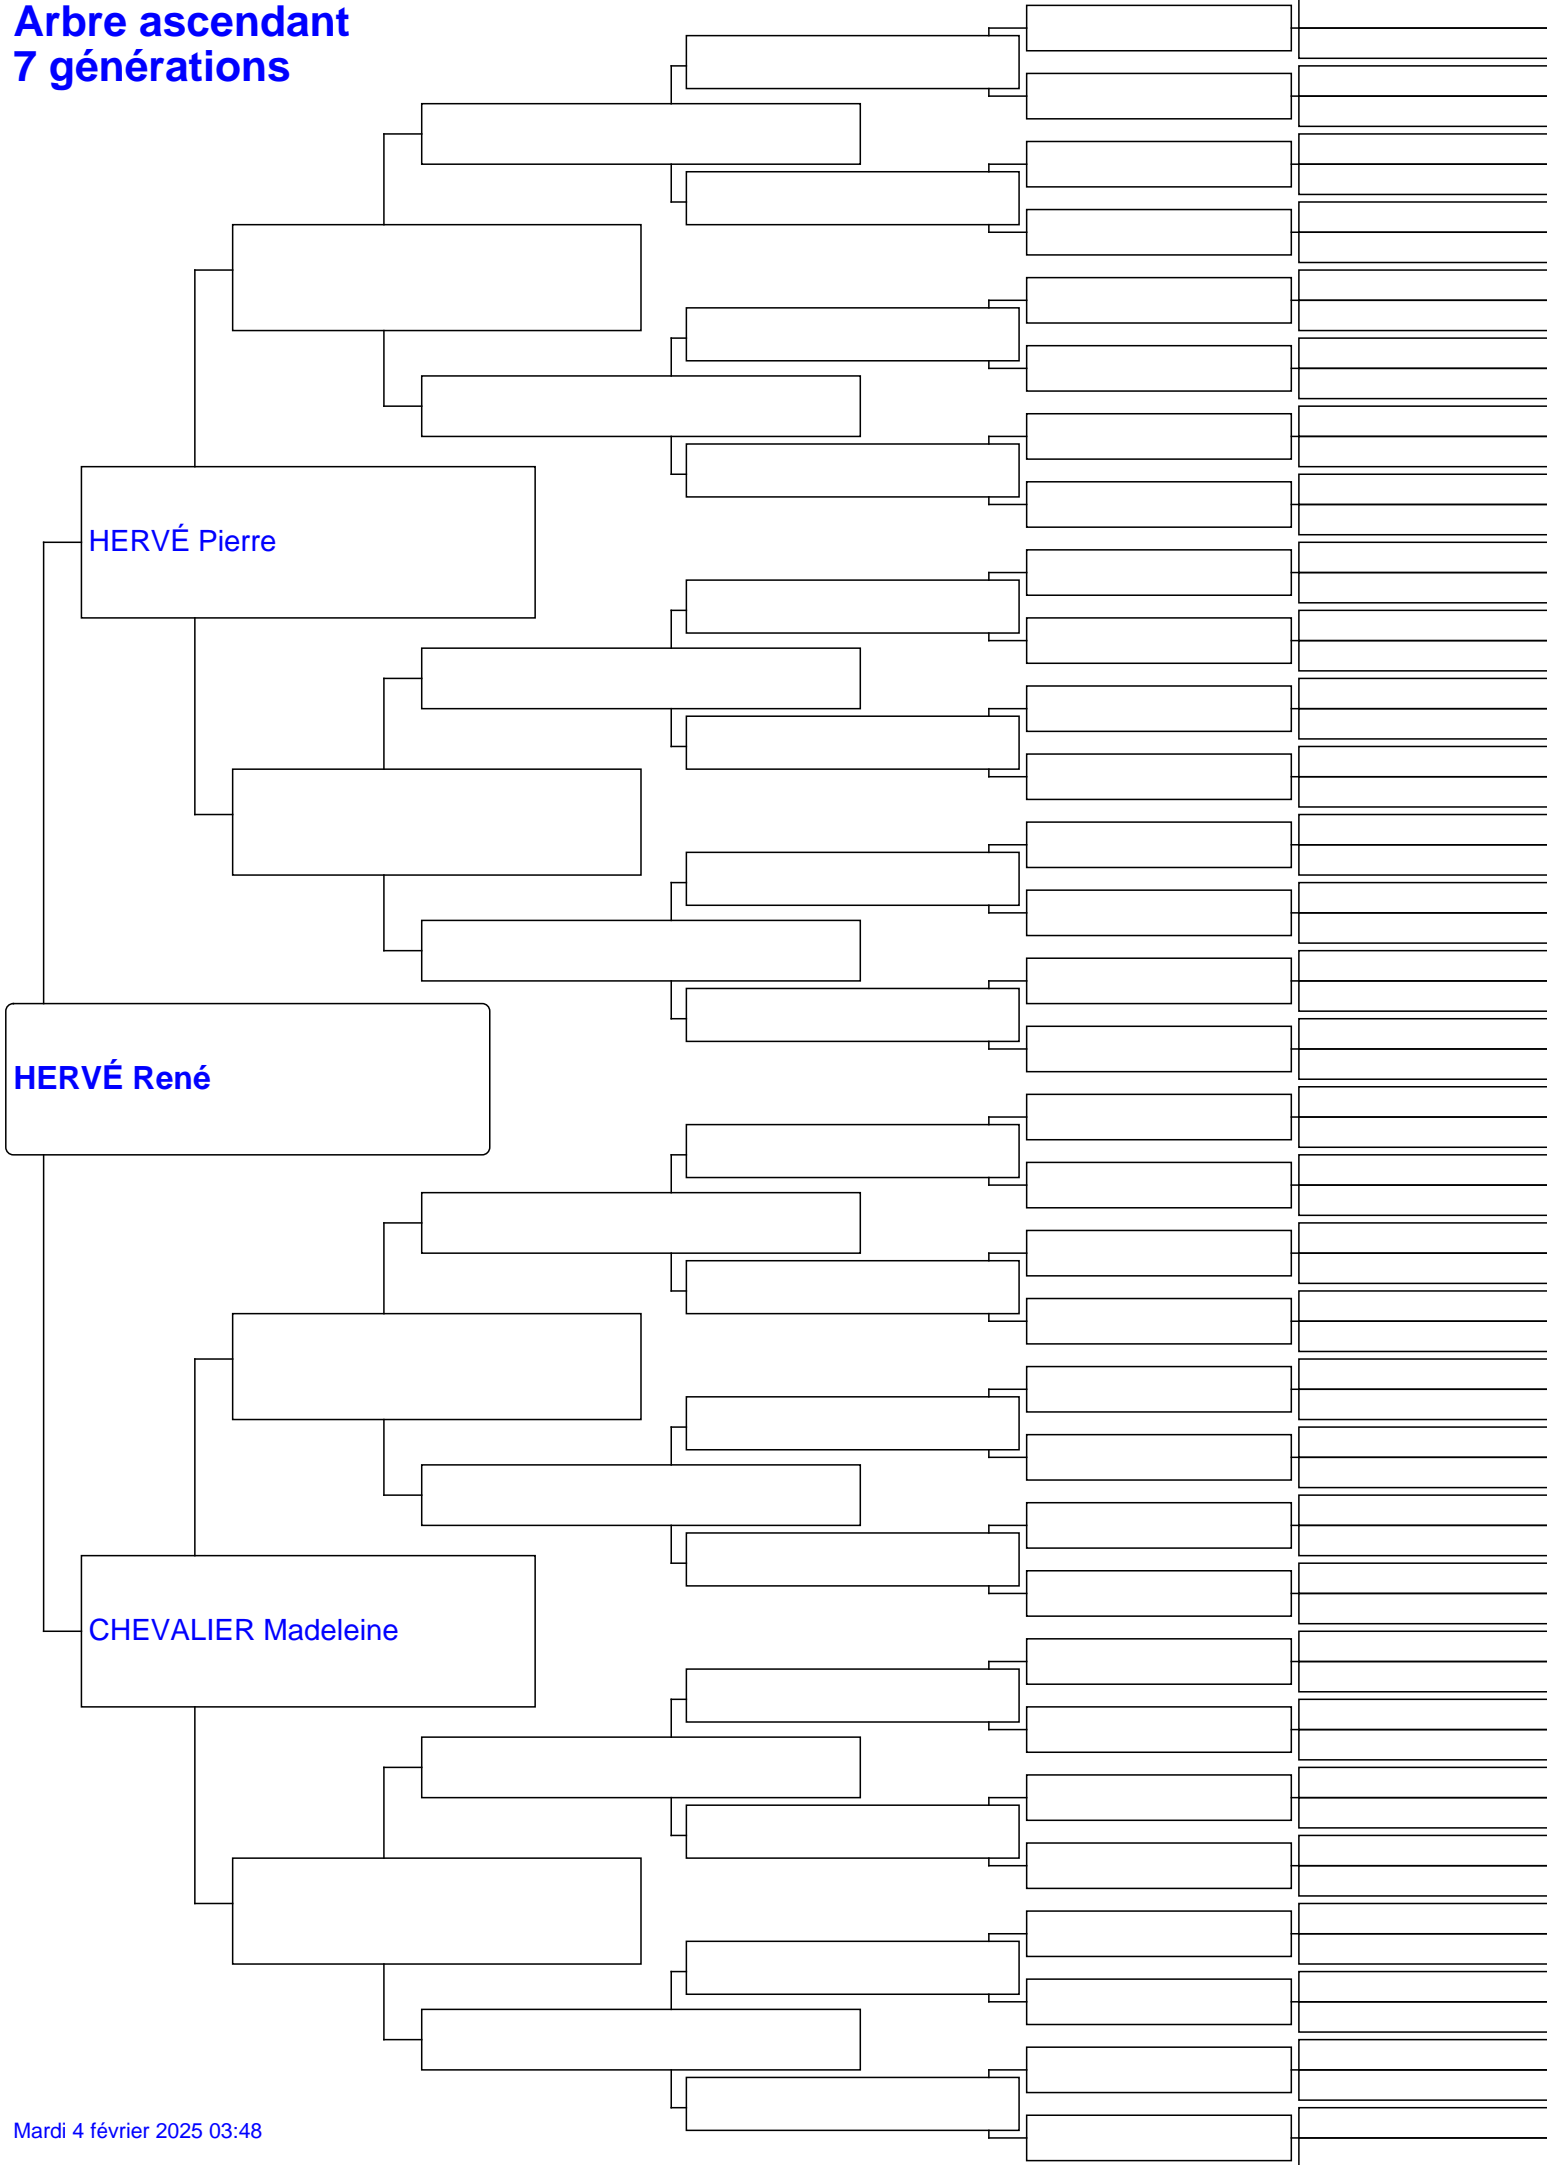 Arbre ascendant
7 générations
HERVÉ Pierre
HERVÉ René
CHEVALIER Madeleine
Mardi 4 février 2025 03:48